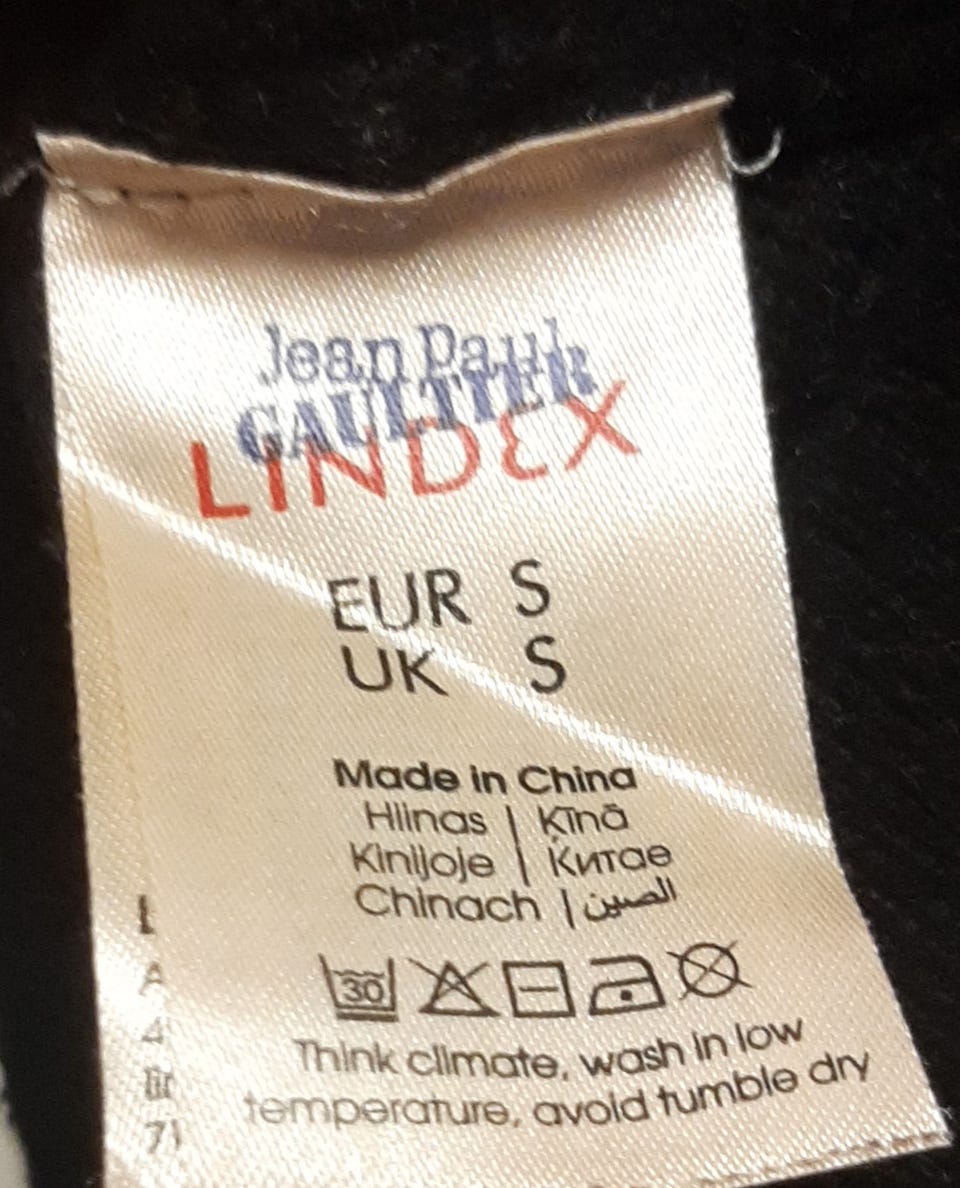 Jean Paul
GAULTIER
LINDEX
EUR S
UK S
Made in China
Hiinas | Ķīnā
Kinijoje | Китае
Chinach | الصين
30
Think climate, wash in low
temperature, avoid tumble dry